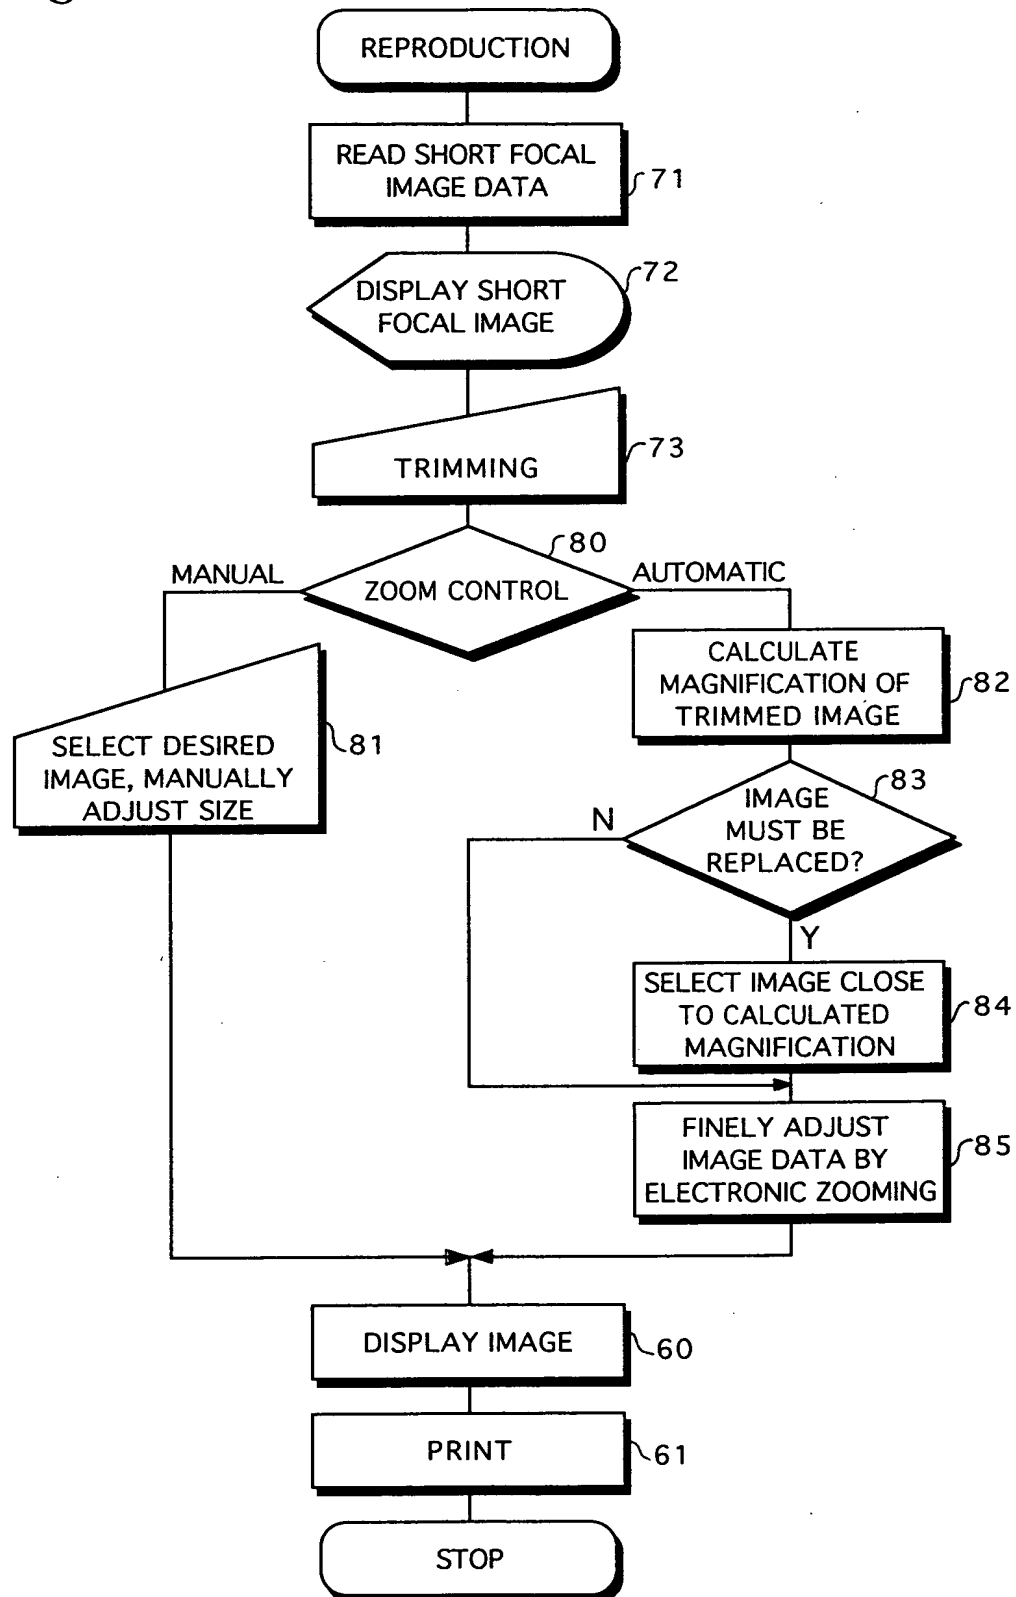 REPRODUCTION
READ SHORT FOCAL
IMAGE DATA
71
DISPLAY SHORT
FOCAL IMAGE
72
TRIMMING
73
ZOOM CONTROL
80
MANUAL
AUTOMATIC
CALCULATE
MAGNIFICATION OF
TRIMMED IMAGE
82
SELECT DESIRED
IMAGE, MANUALLY
ADJUST SIZE
81
IMAGE
MUST BE
REPLACED?
83
N
Y
SELECT IMAGE CLOSE
TO CALCULATED
MAGNIFICATION
84
FINELY ADJUST
IMAGE DATA BY
ELECTRONIC ZOOMING
85
DISPLAY IMAGE
60
PRINT
61
STOP